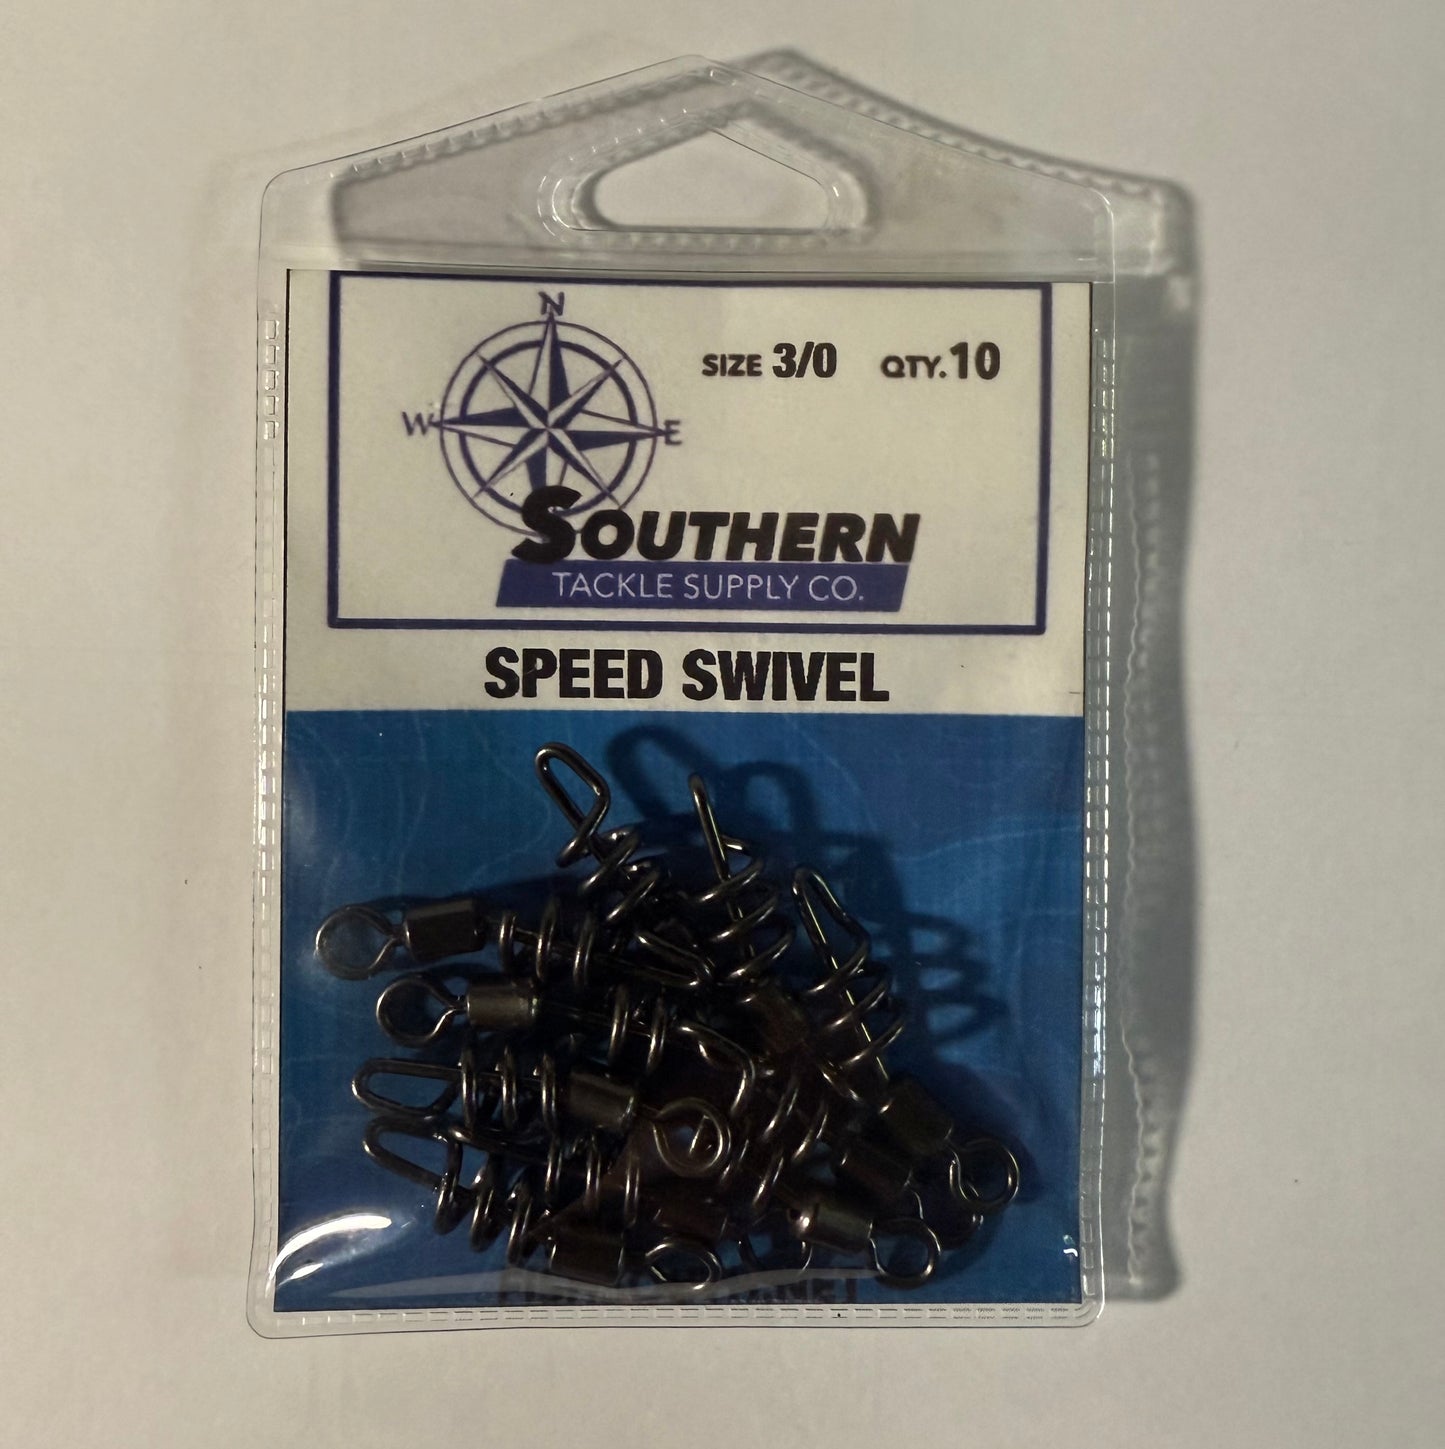 N
SIZE 3/0 QTY.10
W E
SOUTHERN
TACKLE SUPPLY CO.
SPEED SWIVEL